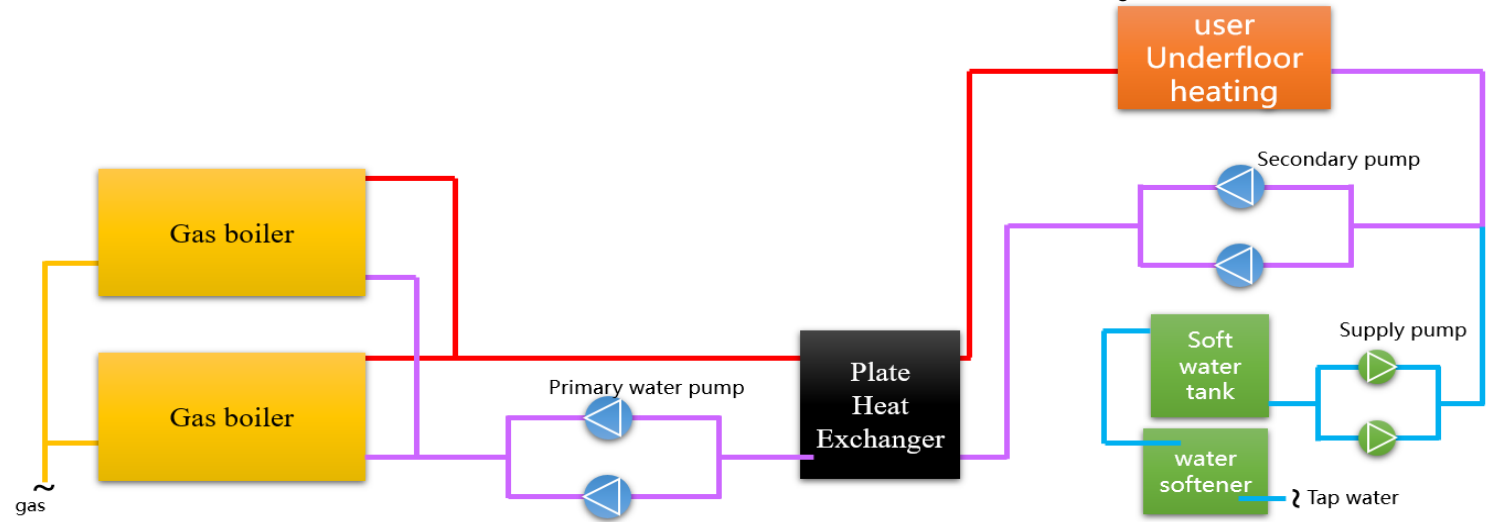 user
Underfloor
heating
Secondary pump
Gas boiler
Supply pump
Soft
water
tank
Plate
Heat
Exchanger
Primary water pump
Gas boiler
water
softener
Tap water
gas